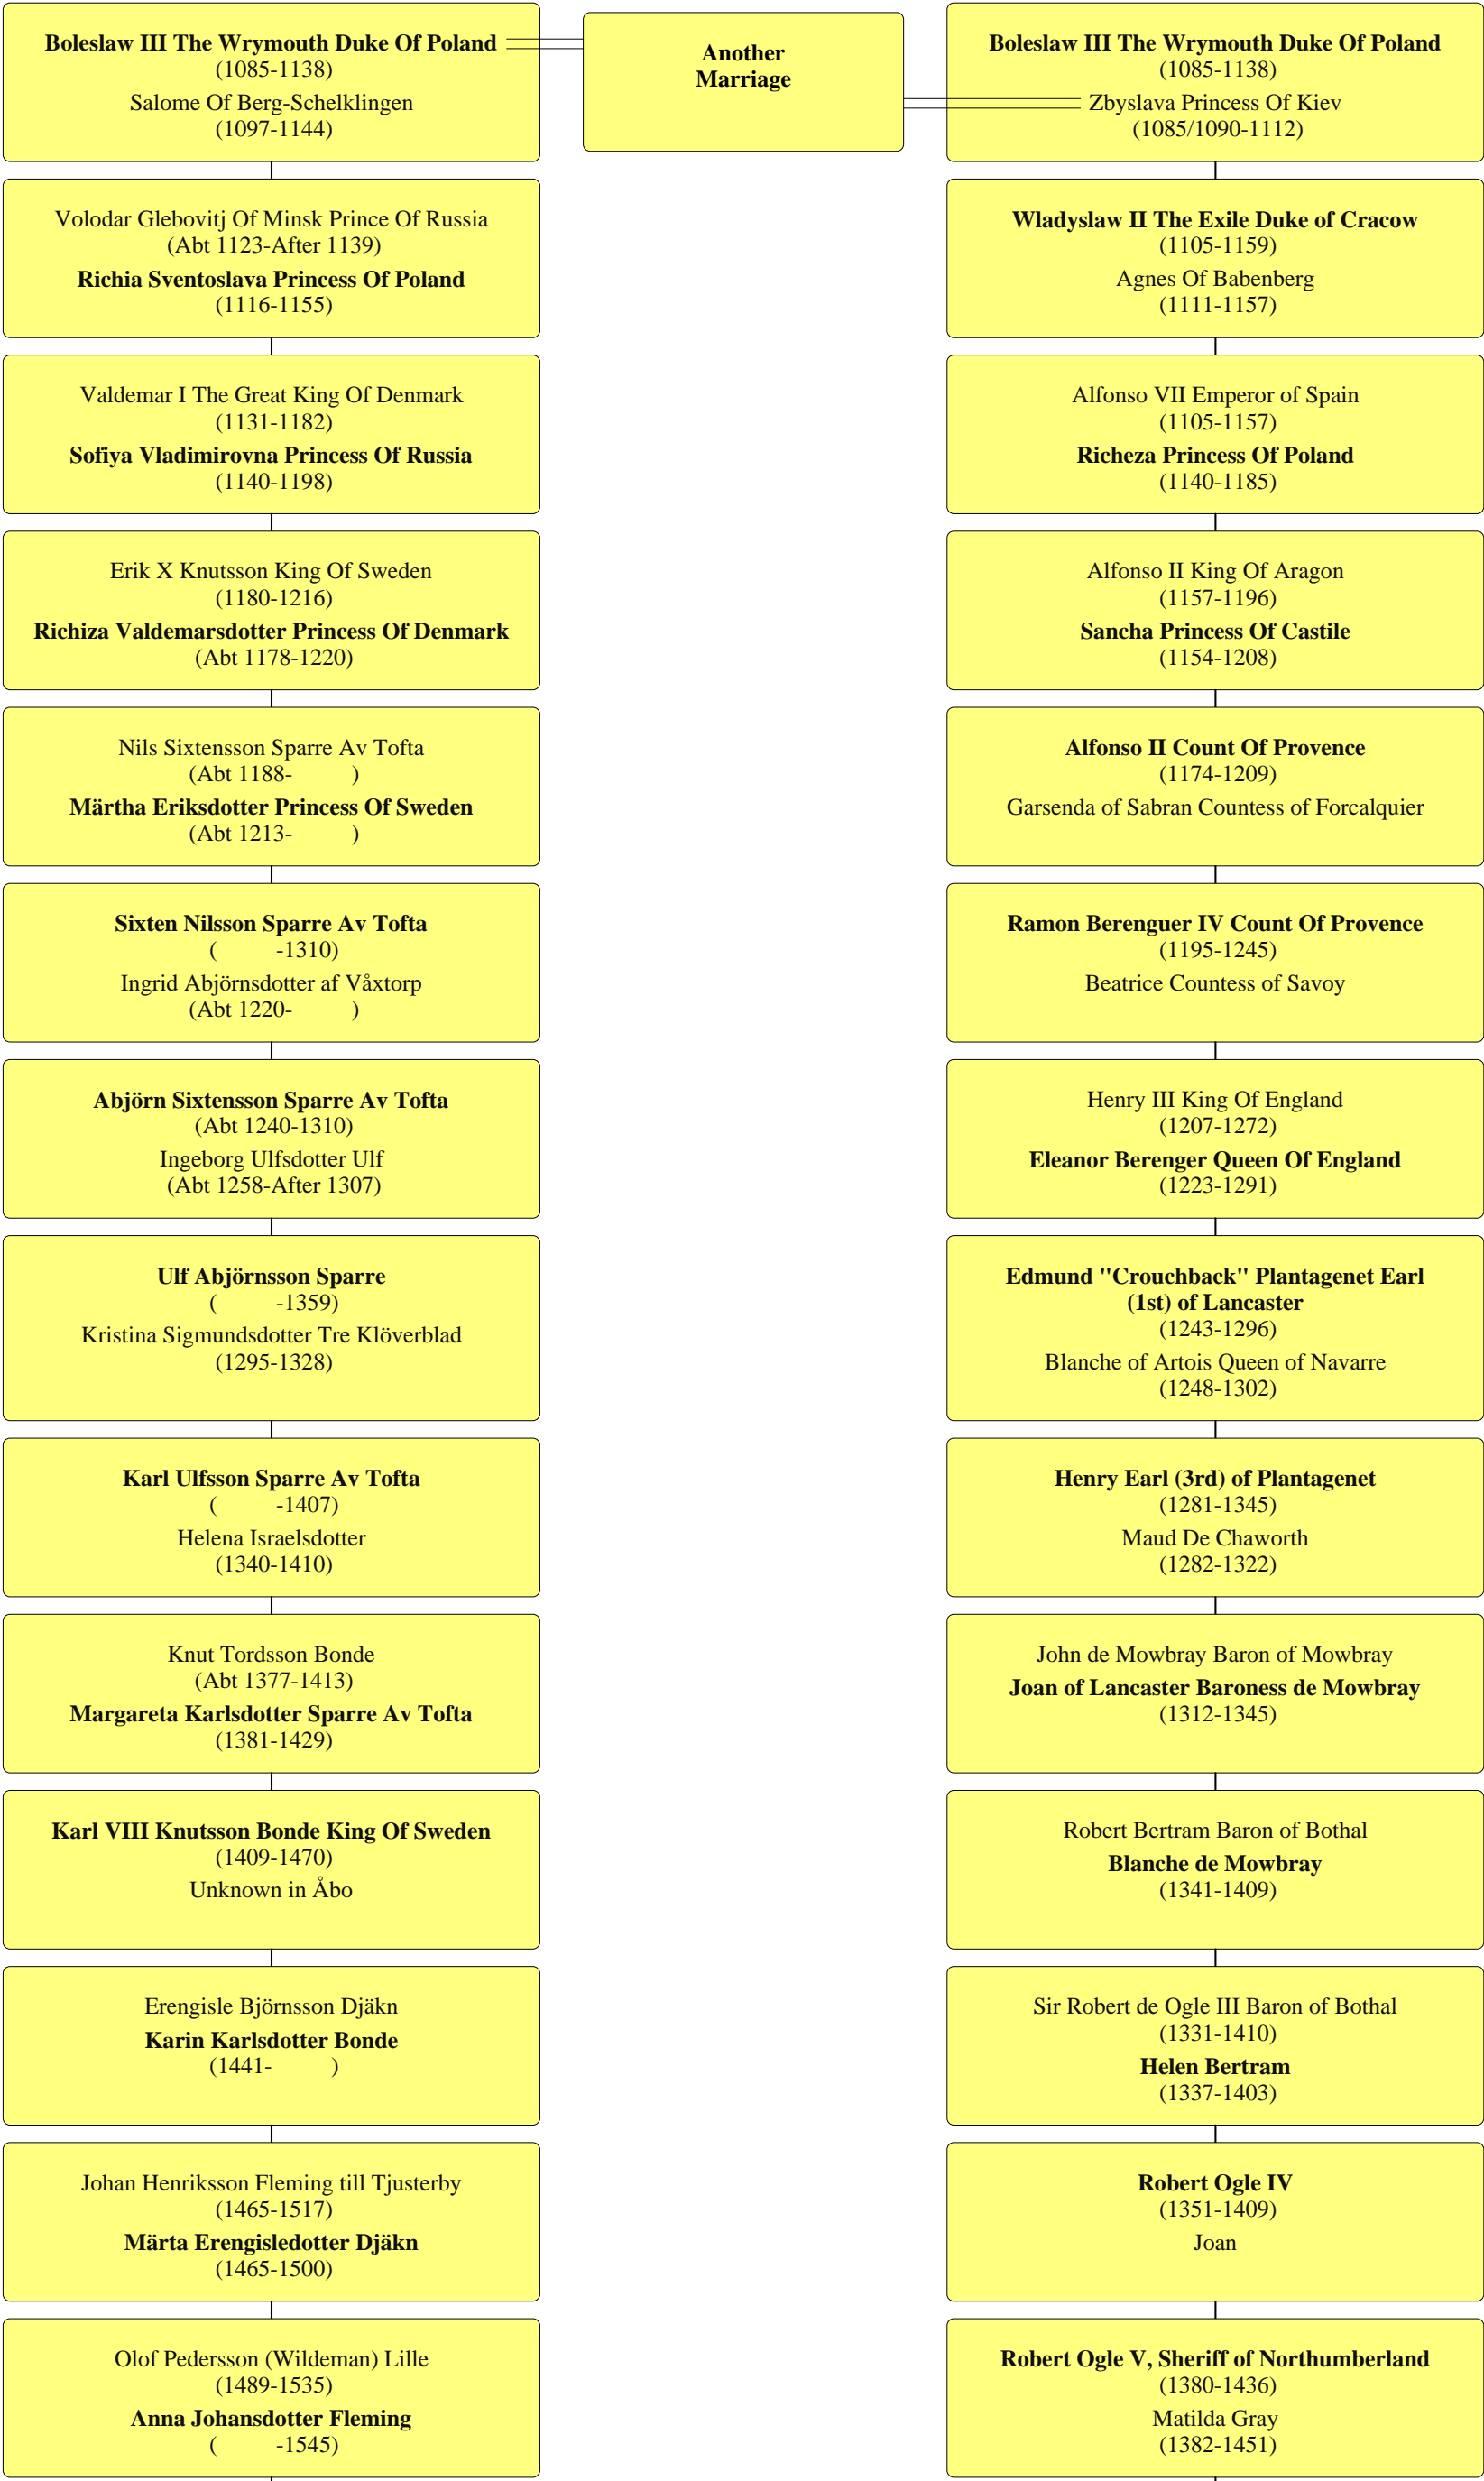 Boleslaw III The Wrymouth Duke Of Poland
(1085-1138)
Salome Of Berg-Schelklingen
(1097-1144)
Another
Marriage
Boleslaw III The Wrymouth Duke Of Poland
(1085-1138)
Zbyslava Princess Of Kiev
(1085/1090-1112)
Volodar Glebovitj Of Minsk Prince Of Russia
(Abt 1123-After 1139)
Richia Sventoslava Princess Of Poland
(1116-1155)
Wladyslaw II The Exile Duke of Cracow
(1105-1159)
Agnes Of Babenberg
(1111-1157)
Valdemar I The Great King Of Denmark
(1131-1182)
Sofiya Vladimirovna Princess Of Russia
(1140-1198)
Alfonso VII Emperor of Spain
(1105-1157)
Richeza Princess Of Poland
(1140-1185)
Erik X Knutsson King Of Sweden
(1180-1216)
Richiza Valdemarsdotter Princess Of Denmark
(Abt 1178-1220)
Alfonso II King Of Aragon
(1157-1196)
Sancha Princess Of Castile
(1154-1208)
Nils Sixtensson Sparre Av Tofta
(Abt 1188- )
Märtha Eriksdotter Princess Of Sweden
(Abt 1213- )
Alfonso II Count Of Provence
(1174-1209)
Garsenda of Sabran Countess of Forcalquier
Sixten Nilsson Sparre Av Tofta
( -1310)
Ingrid Abjörnsdotter af Våxtorp
(Abt 1220- )
Ramon Berenguer IV Count Of Provence
(1195-1245)
Beatrice Countess of Savoy
Abjörn Sixtensson Sparre Av Tofta
(Abt 1240-1310)
Ingeborg Ulfsdotter Ulf
(Abt 1258-After 1307)
Henry III King Of England
(1207-1272)
Eleanor Berenger Queen Of England
(1223-1291)
Ulf Abjörnsson Sparre
( -1359)
Kristina Sigmundsdotter Tre Klöverblad
(1295-1328)
Edmund "Crouchback" Plantagenet Earl
(1st) of Lancaster
(1243-1296)
Blanche of Artois Queen of Navarre
(1248-1302)
Karl Ulfsson Sparre Av Tofta
( -1407)
Helena Israelsdotter
(1340-1410)
Henry Earl (3rd) of Plantagenet
(1281-1345)
Maud De Chaworth
(1282-1322)
Knut Tordsson Bonde
(Abt 1377-1413)
Margareta Karlsdotter Sparre Av Tofta
(1381-1429)
John de Mowbray Baron of Mowbray
Joan of Lancaster Baroness de Mowbray
(1312-1345)
Karl VIII Knutsson Bonde King Of Sweden
(1409-1470)
Unknown in Åbo
Robert Bertram Baron of Bothal
Blanche de Mowbray
(1341-1409)
Erengisle Björnsson Djäkn
Karin Karlsdotter Bonde
(1441- )
Sir Robert de Ogle III Baron of Bothal
(1331-1410)
Helen Bertram
(1337-1403)
Johan Henriksson Fleming till Tjusterby
(1465-1517)
Märta Erengisledotter Djäkn
(1465-1500)
Robert Ogle IV
(1351-1409)
Joan
Olof Pedersson (Wildeman) Lille
(1489-1535)
Anna Johansdotter Fleming
( -1545)
Robert Ogle V, Sheriff of Northumberland
(1380-1436)
Matilda Gray
(1382-1451)